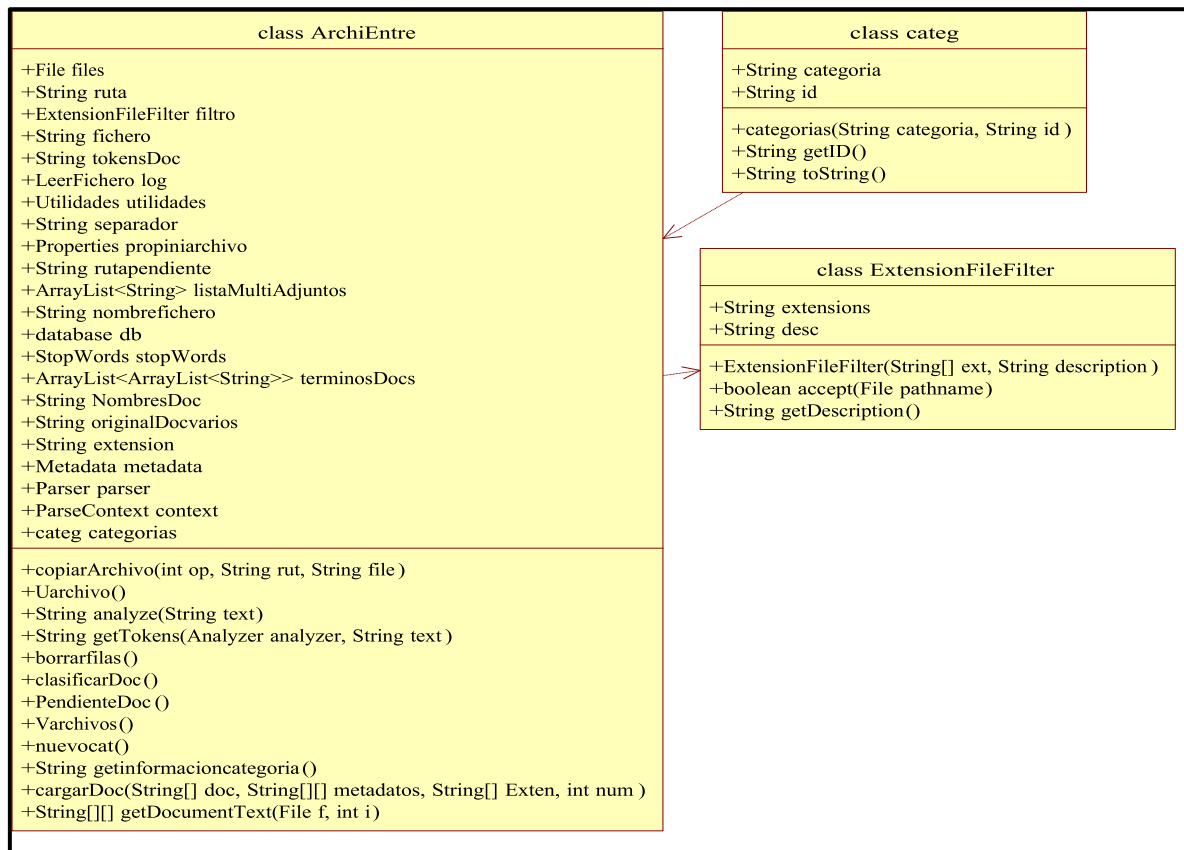 class ArchiEntre
+File files
+String ruta
+ExtensionFileFilter filtro
+String fichero
+String tokensDoc
+LeerFichero log
+Utilidades utilidades
+String separador
+Properties propiniarchivo
+String rutapendiente
+ArrayList<String> listaMultiAdjuntos
+String nombrefichero
+database db
+StopWords stopWords
+ArrayList<ArrayList<String>> terminosDocs
+String NombresDoc
+String originalDocvarios
+String extension
+Metadata metadata
+Parser parser
+ParseContext context
+categ categorias
+copiarArchivo(int op, String rut, String file)
+Uarchivo()
+String analyze(String text)
+String getTokens(Analyzer analyzer, String text)
+borrarfilas()
+clasificarDoc()
+PendienteDoc()
+Varchivos()
+nuevocat()
+String getinformacioncategoria()
+cargarDoc(String[] doc, String[][] metadatos, String[] Exten, int num)
+String[][] getDocumentText(File f, int i)
class categ
+String categoria
+String id
+categorias(String categoria, String id)
+String getID()
+String toString()
class ExtensionFileFilter
+String extensions
+String desc
+ExtensionFileFilter(String[] ext, String description)
+boolean accept(File pathname)
+String getDescription()